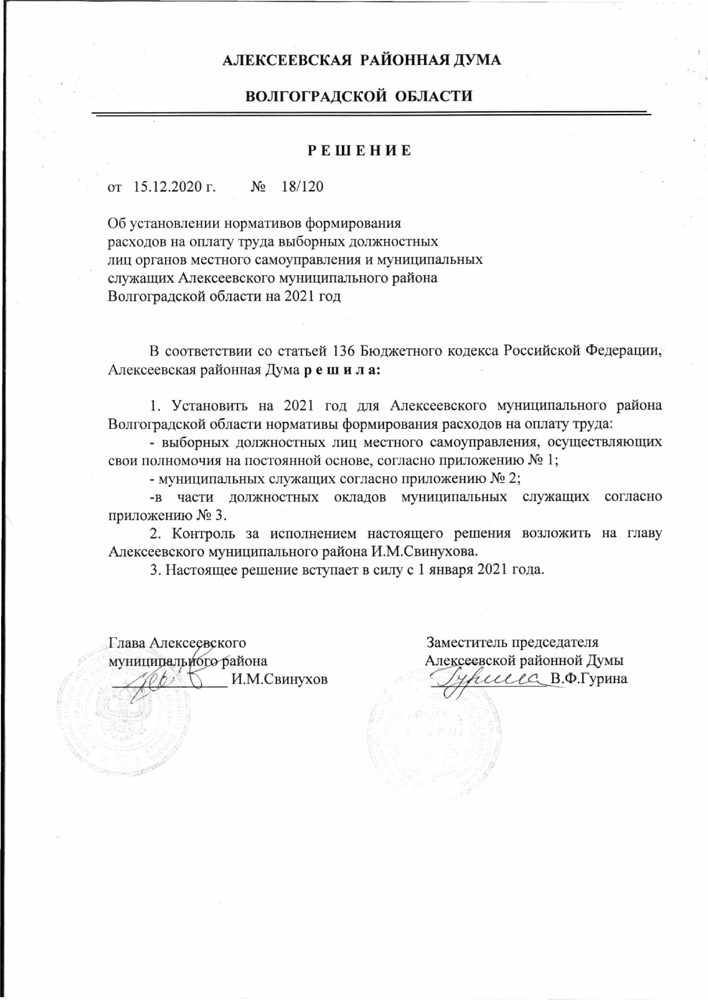 АЛЕКСЕЕВСКАЯ РАЙОННАЯ ДУМА
ВОЛГОГРАДСКОЙ ОБЛАСТИ
Р Е Ш Е Н И Е
от 15.12.2020 г. № 18/120
Об установлении нормативов формирования
расходов на оплату труда выборных должностных
лиц органов местного самоуправления и муниципальных
служащих Алексеевского муниципального района
Волгоградской области на 2021 год
В соответствии со статьей 136 Бюджетного кодекса Российской Федерации,
Алексеевская районная Дума р е ш и л а:
1. Установить на 2021 год для Алексеевского муниципального района
Волгоградской области нормативы формирования расходов на оплату труда:
- выборных должностных лиц местного самоуправления, осуществляющих
свои полномочия на постоянной основе, согласно приложению № 1;
- муниципальных служащих согласно приложению № 2;
-в части должностных окладов муниципальных служащих согласно
приложению № 3.
2. Контроль за исполнением настоящего решения возложить на главу
Алексеевского муниципального района И.М.Свинухова.
3. Настоящее решение вступает в силу с 1 января 2021 года.
Глава Алексеевского Заместитель председателя
муниципального района Алексеевской районной Думы
И.М.Свинухов В.Ф.Гурина